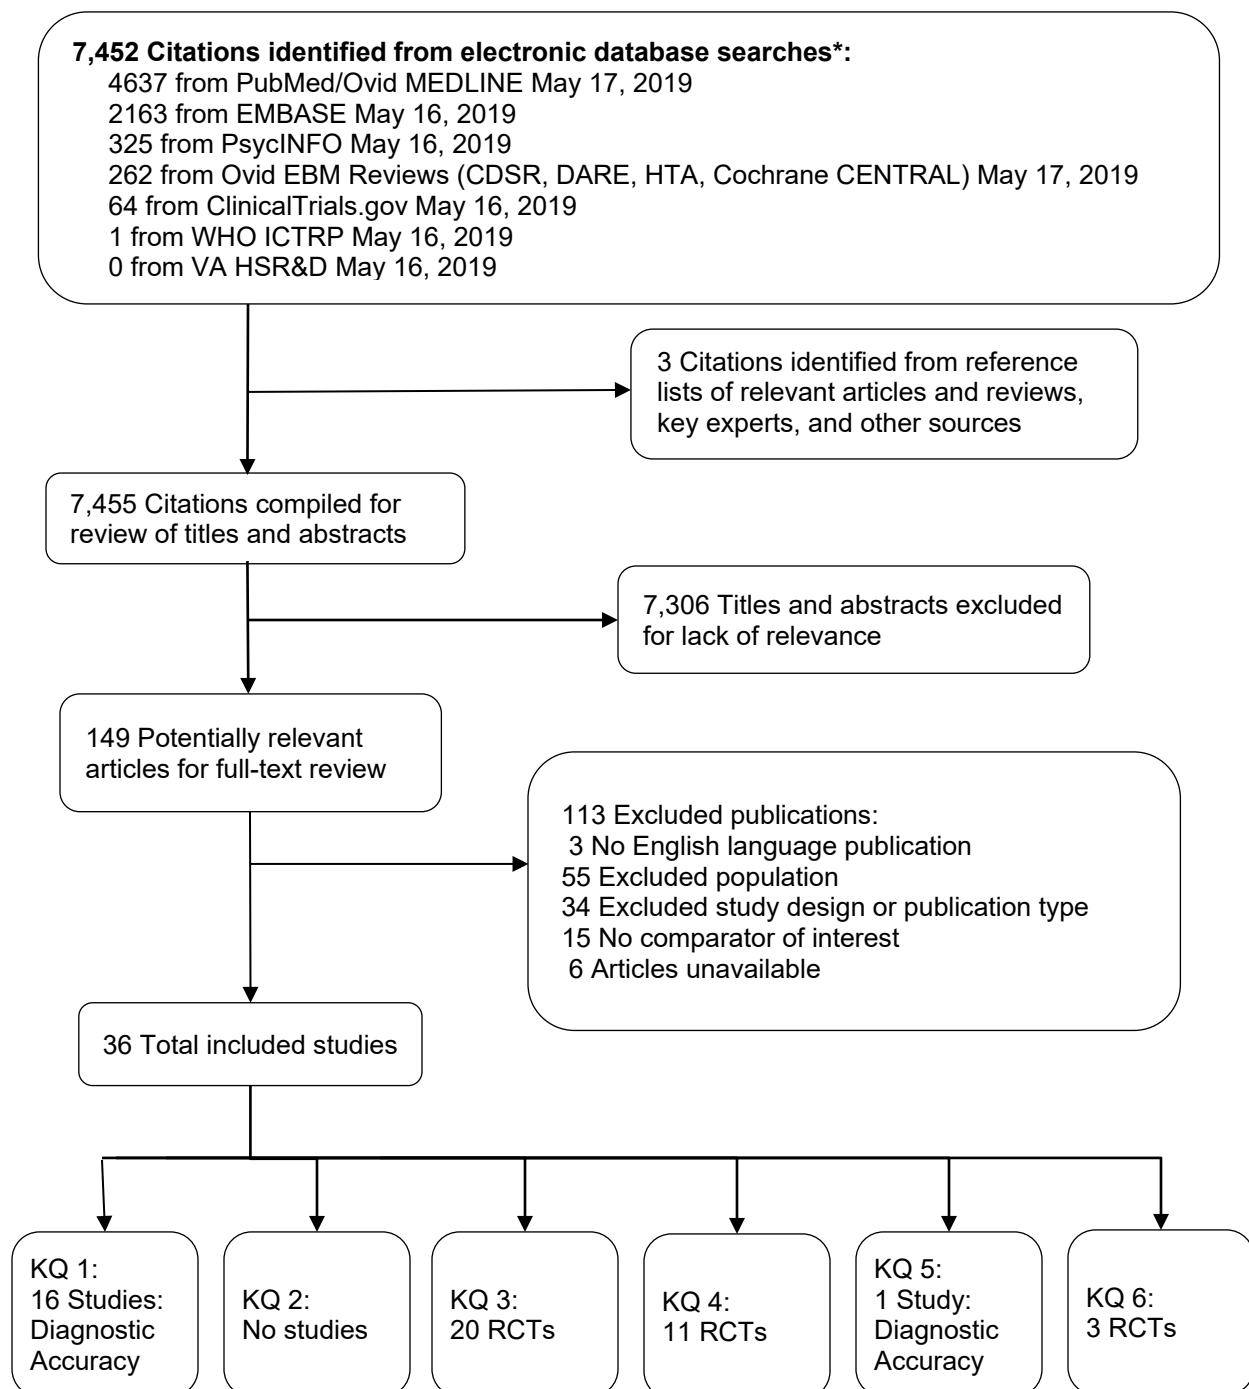 7,452 Citations identified from electronic database searches*:
4637 from PubMed/Ovid MEDLINE May 17, 2019
2163 from EMBASE May 16, 2019
325 from PsycINFO May 16, 2019
262 from Ovid EBM Reviews (CDSR, DARE, HTA, Cochrane CENTRAL) May 17, 2019
64 from ClinicalTrials.gov May 16, 2019
1 from WHO ICTRP May 16, 2019
0 from VA HSR&D May 16, 2019
3 Citations identified from reference
lists of relevant articles and reviews,
key experts, and other sources
7,455 Citations compiled for
review of titles and abstracts
7,306 Titles and abstracts excluded
for lack of relevance
149 Potentially relevant
articles for full-text review
113 Excluded publications:
3 No English language publication
55 Excluded population
34 Excluded study design or publication type
15 No comparator of interest
6 Articles unavailable
36 Total included studies
KQ 1:
16 Studies:
Diagnostic
Accuracy
KQ 2:
No studies
KQ 3:
20 RCTs
KQ 4:
11 RCTs
KQ 5:
1 Study:
Diagnostic
Accuracy
KQ 6:
3 RCTs